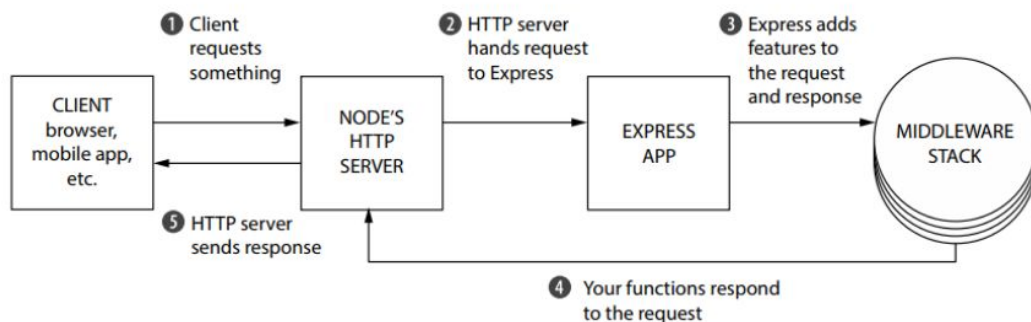 1 Client
requests
something
2 HTTP server
hands request
to Express
3 Express adds
features to
the request
and response
CLIENT
browser,
mobile app,
etc.
NODE'S
HTTP
SERVER
EXPRESS
APP
MIDDLEWARE
STACK
5 HTTP server
sends response
4 Your functions respond
to the request